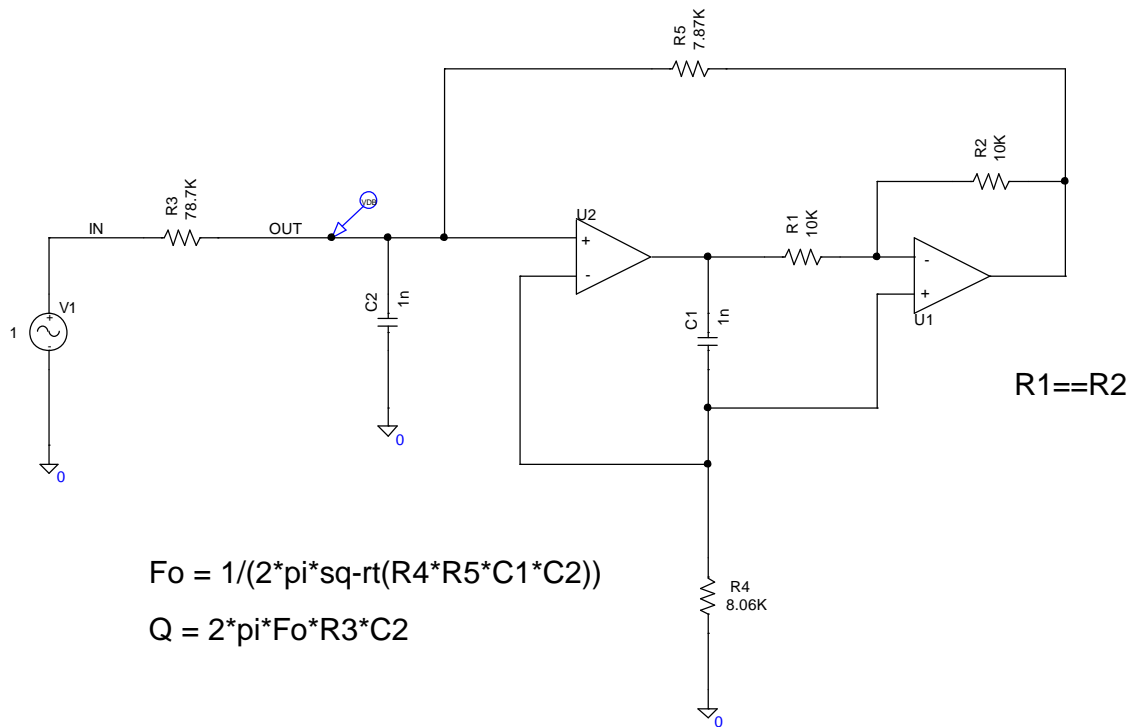 R5
7.87K
R2
10K
R3
78.7K
VDB
U2
R1
10K
IN
OUT
+
-
-
+
U1
V1
1
+
-
C2
1n
C1
1n
R1==R2
0
0
Fo = 1/(2*pi*sq-rt(R4*R5*C1*C2))
Q = 2*pi*Fo*R3*C2
R4
8.06K
0